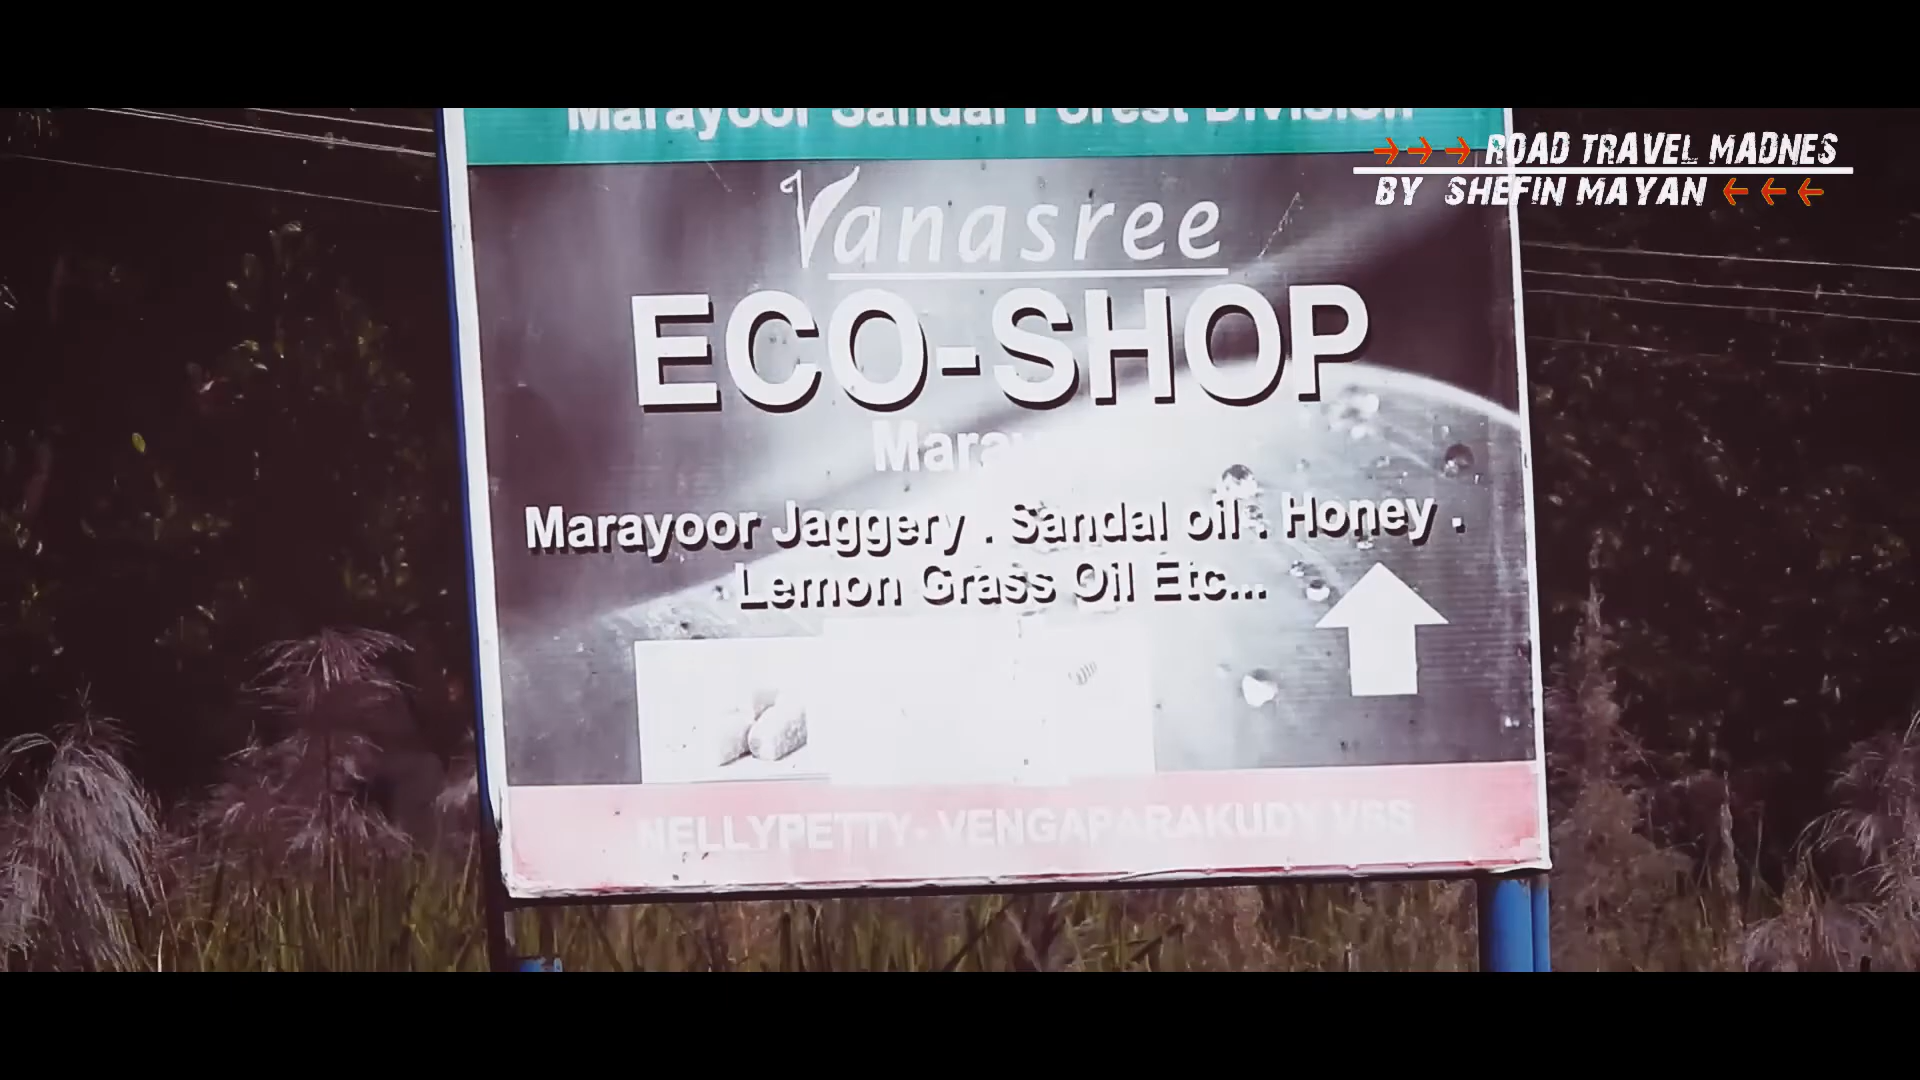 Marayoor Sandal Forest Division
ROAD TRAVEL MADNES
BY SHEFIN MAYAN
Vanasree
ECO-SHOP
Marayoor Jaggery . Sandal oil . Honey .
Lemon Grass Oil Etc...
NELLYPETTY- VENGAPARAKUDY VSS